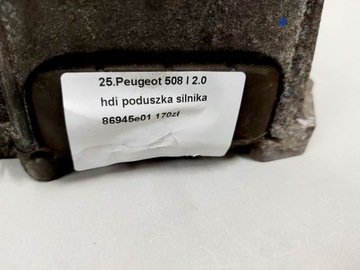 25.Peugeot 508 I 2.0
hdi poduszka silnika
86945e01 170zł